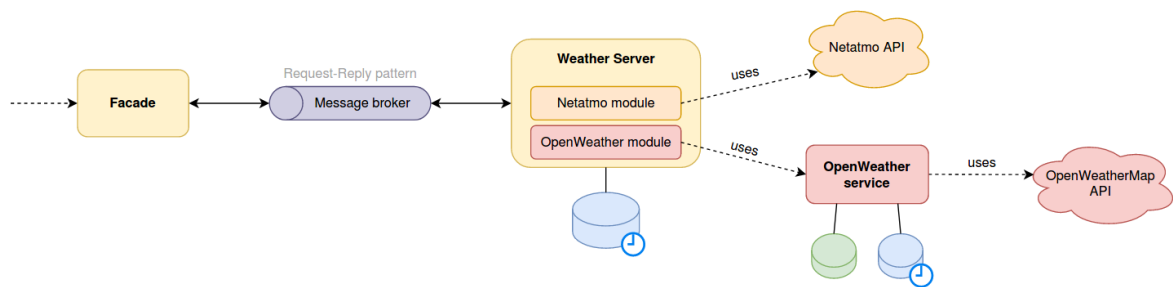 Facade
Request-Reply pattern
Message broker
Weather Server
Netatmo module
OpenWeather module
uses
Netatmo API
uses
OpenWeather
service
uses
OpenWeatherMap
API